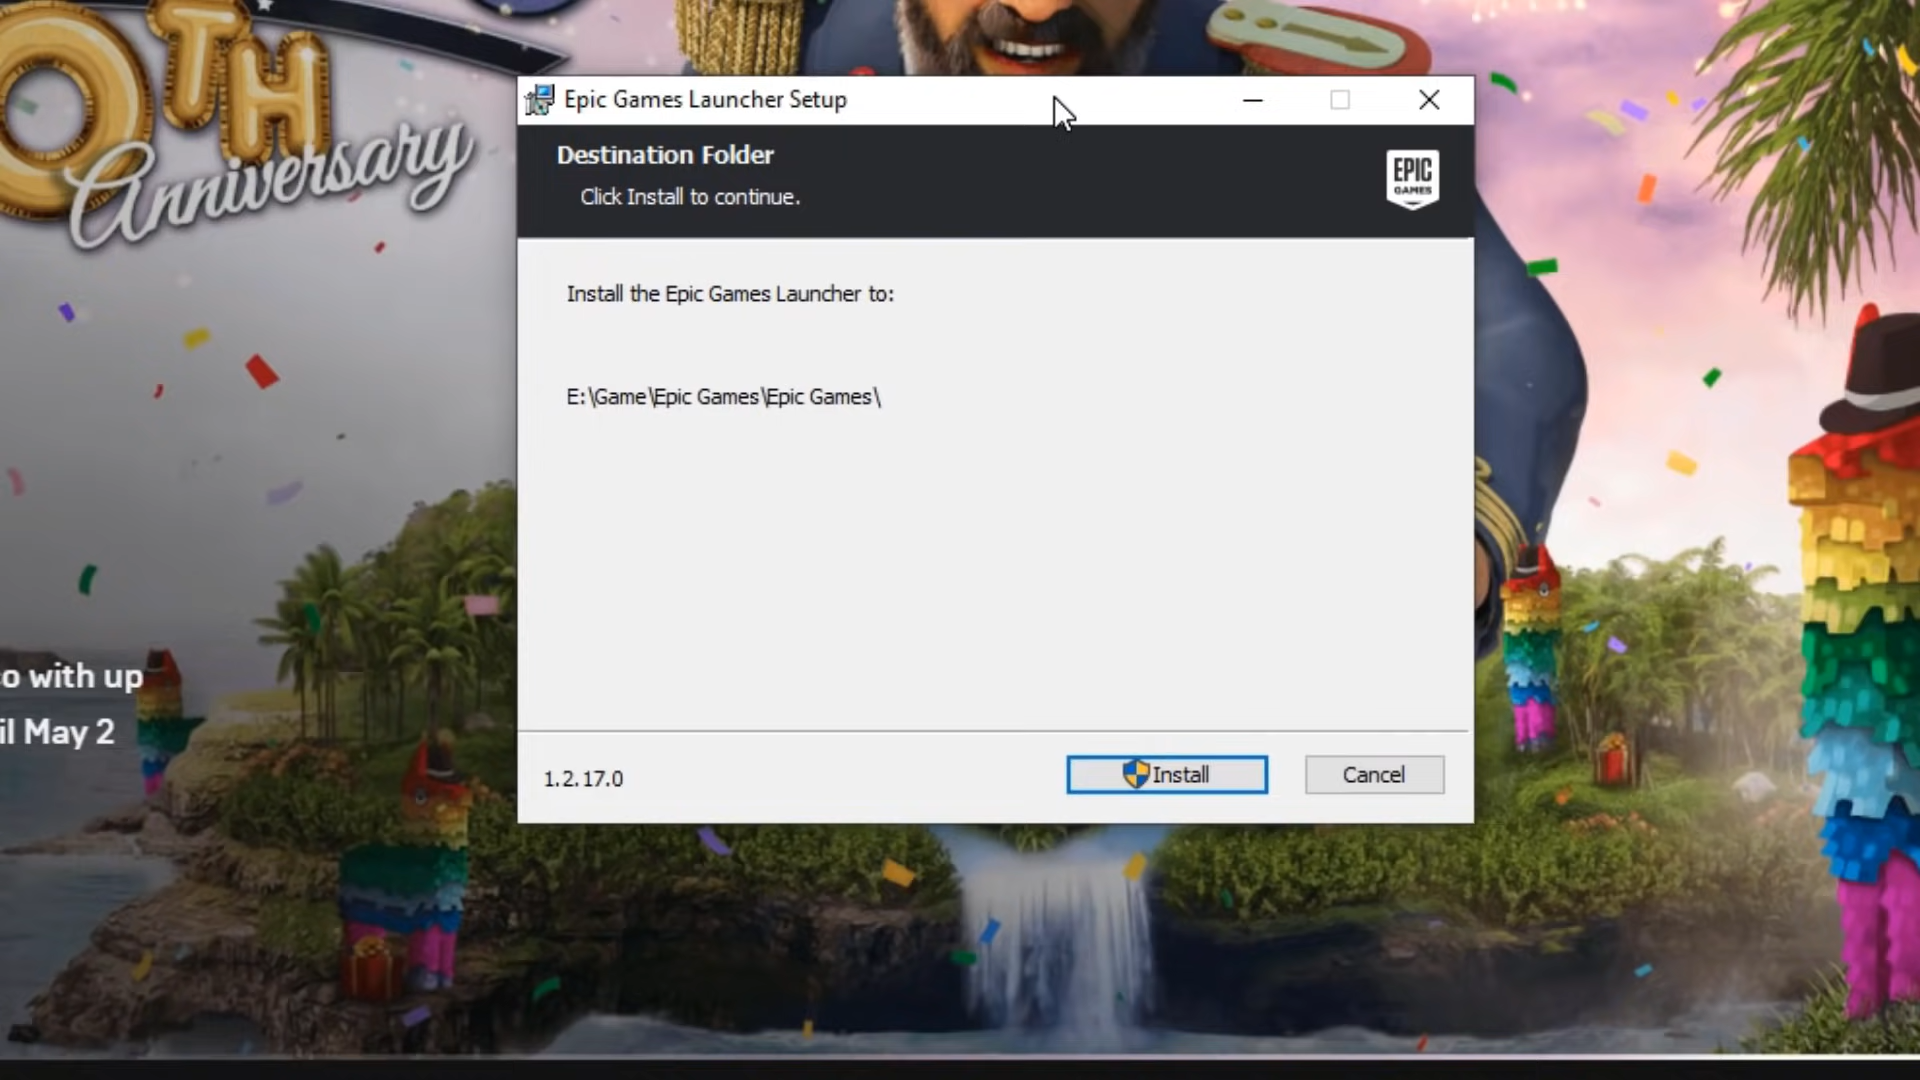 0TH
Anniversary
Epic Games Launcher Setup
Destination Folder
Click Install to continue.
EPIC
GAMES
Install the Epic Games Launcher to:
E:\Game\Epic Games\Epic Games\
o with up
il May 2
1.2.17.0
Install
Cancel